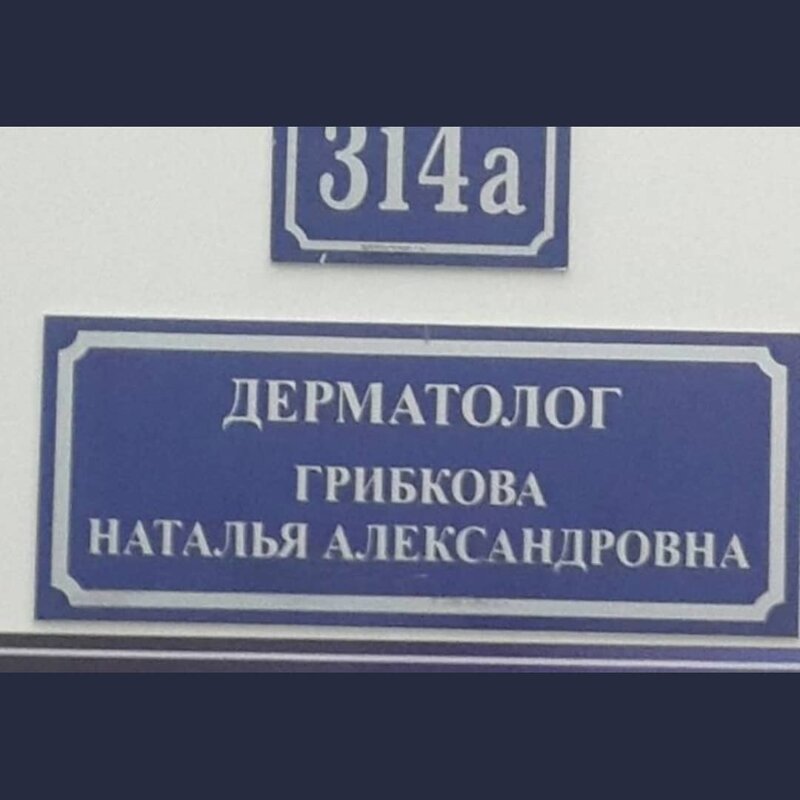 314а
ДЕРМАТОЛОГ
ГРИБКОВА
НАТАЛЬЯ АЛЕКСАНДРОВНА